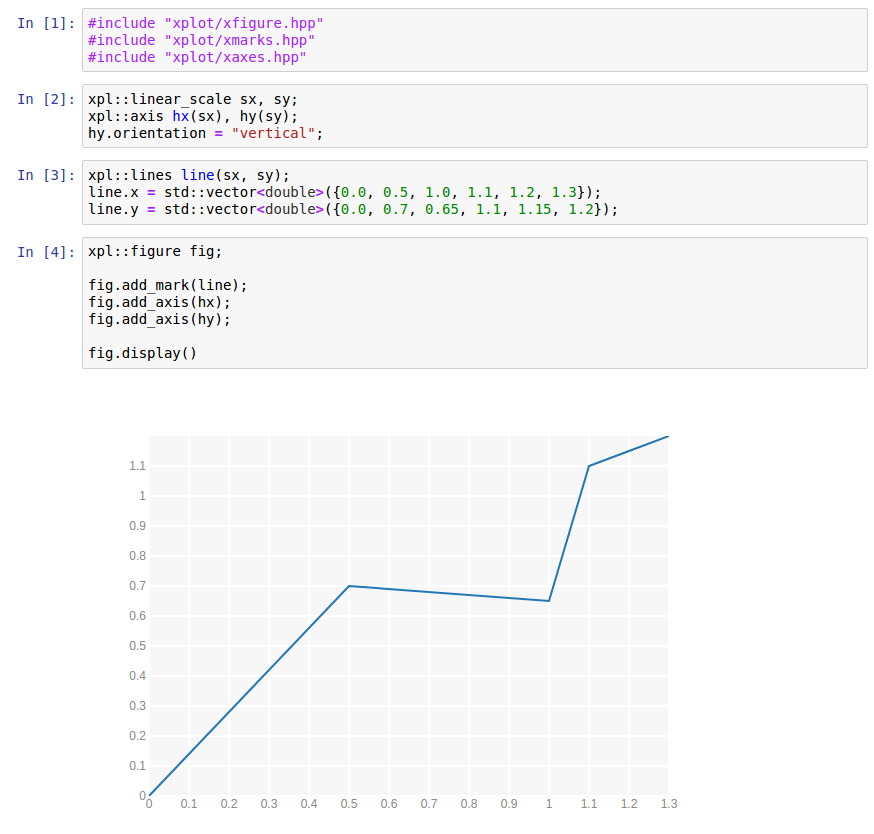 In [1]: #include "xplot/xfigure.hpp"
#include "xplot/xmarks.hpp"
#include "xplot/xaxes.hpp"
In [2]: xpl::linear_scale sx, sy;
xpl::axis hx(sx), hy(sy);
hy.orientation = "vertical";
In [3]: xpl::lines line(sx, sy);
line.x = std::vector<double>({0.0, 0.5, 1.0, 1.1, 1.2, 1.3});
line.y = std::vector<double>({0.0, 0.7, 0.65, 1.1, 1.15, 1.2});
In [4]: xpl::figure fig;
fig.add_mark(line);
fig.add_axis(hx);
fig.add_axis(hy);
fig.display()
1.1
1
0.9
0.8
0.7
0.6
0.5
0.4
0.3
0.2
0.1
0
0 0.1 0.2 0.3 0.4 0.5 0.6 0.7 0.8 0.9 1 1.1 1.2 1.3